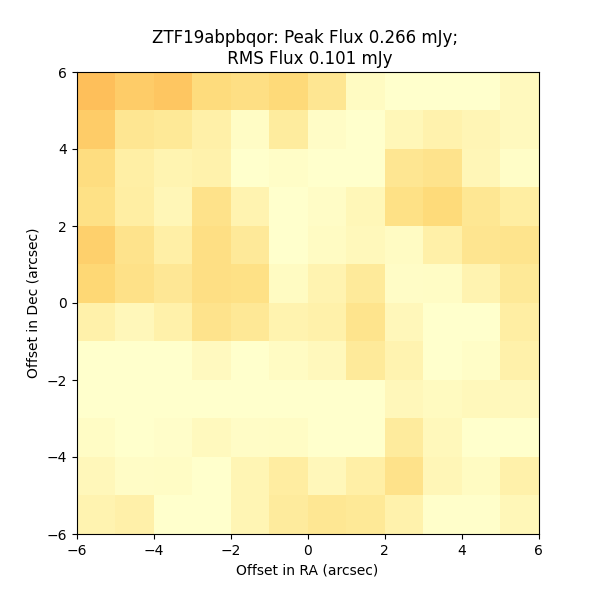 ZTF19abpbqor: Peak Flux 0.266 mJy;
RMS Flux 0.101 mJy
6
4
2
0
−2
−4
−6
Offset in Dec (arcsec)
−6 −4 −2 0 2 4 6
Offset in RA (arcsec)